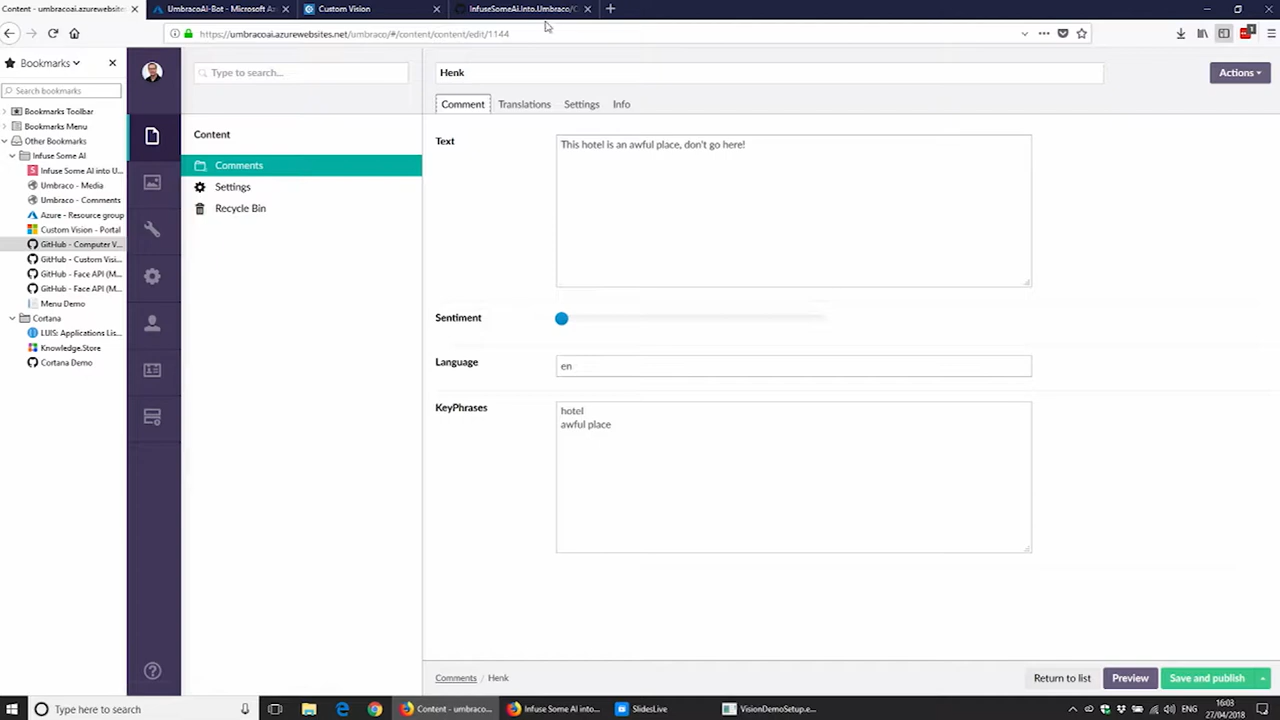 Content - umbracoai.azurewebsites
UmbracoAI-Bot - Microsoft Az
Custom Vision
InfuseSomeAI.Into.Umbraco/C
https://umbracoai.azurewebsites.net/umbraco/#/content/content/edit/1144
Bookmarks
Search bookmarks
Bookmarks Toolbar
Bookmarks Menu
Other Bookmarks
Infuse Some AI
Infuse Some AI into U...
Umbraco - Media
Umbraco - Comments
Azure - Resource group
Custom Vision - Portal
GitHub - Computer V...
GitHub - Custom Visi...
GitHub - Face API (M...
GitHub - Face API (M...
Menu Demo
Cortana
LUIS: Applications Lis...
Knowledge.Store
Cortana Demo
Type to search...
Content
Comments
Settings
Recycle Bin
Henk
Actions
Comment
Translations
Settings
Info
Text
This hotel is an awful place, don't go here!
Sentiment
Language
en
KeyPhrases
hotel
awful place
Comments / Henk
Return to list
Preview
Save and publish
Type here to search
Content - umbraco...
Infuse Some AI into...
SlidesLive
VisionDemoSetup.e...
ENG
16:03
27/04/2018